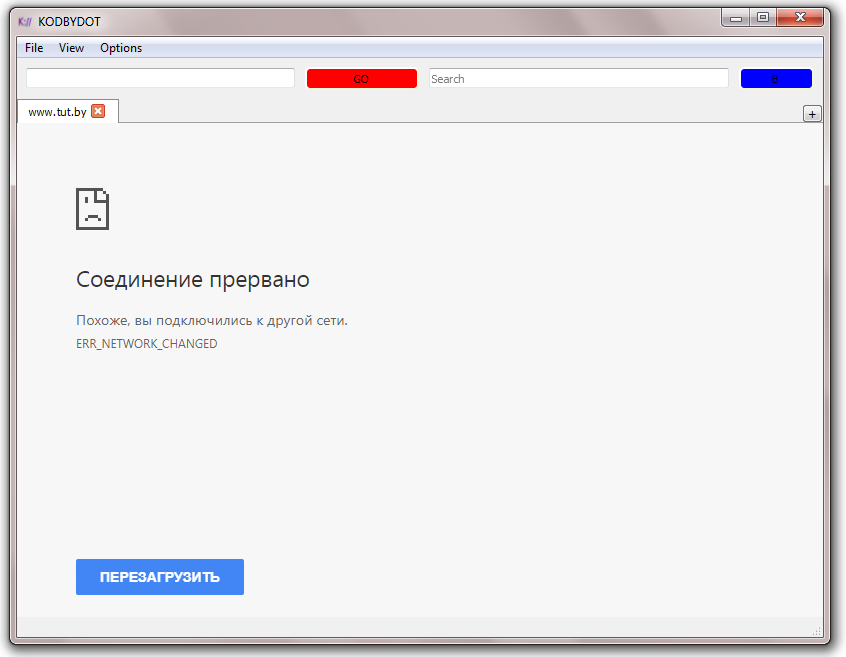 K:// KODBYDOT
File View Options
GO Search B
www.tut.by
+
Соединение прервано
Похоже, вы подключились к другой сети.
ERR_NETWORK_CHANGED
ПЕРЕЗАГРУЗИТЬ